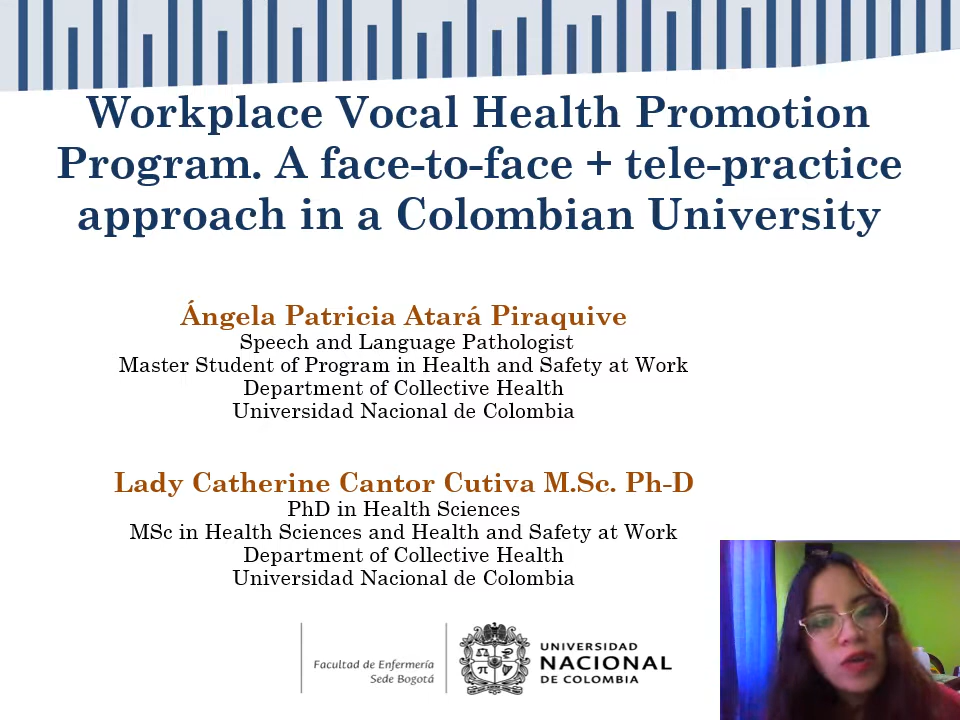 Workplace Vocal Health Promotion
Program. A face-to-face + tele-practice
approach in a Colombian University
Ángela Patricia Atará Piraquive
Speech and Language Pathologist
Master Student of Program in Health and Safety at Work
Department of Collective Health
Universidad Nacional de Colombia
Lady Catherine Cantor Cutiva M.Sc. Ph-D
PhD in Health Sciences
MSc in Health Sciences and Health and Safety at Work
Department of Collective Health
Universidad Nacional de Colombia
Facultad de Enfermería
Sede Bogotá
UNIVERSIDAD
NACIONAL
DE COLOMBIA